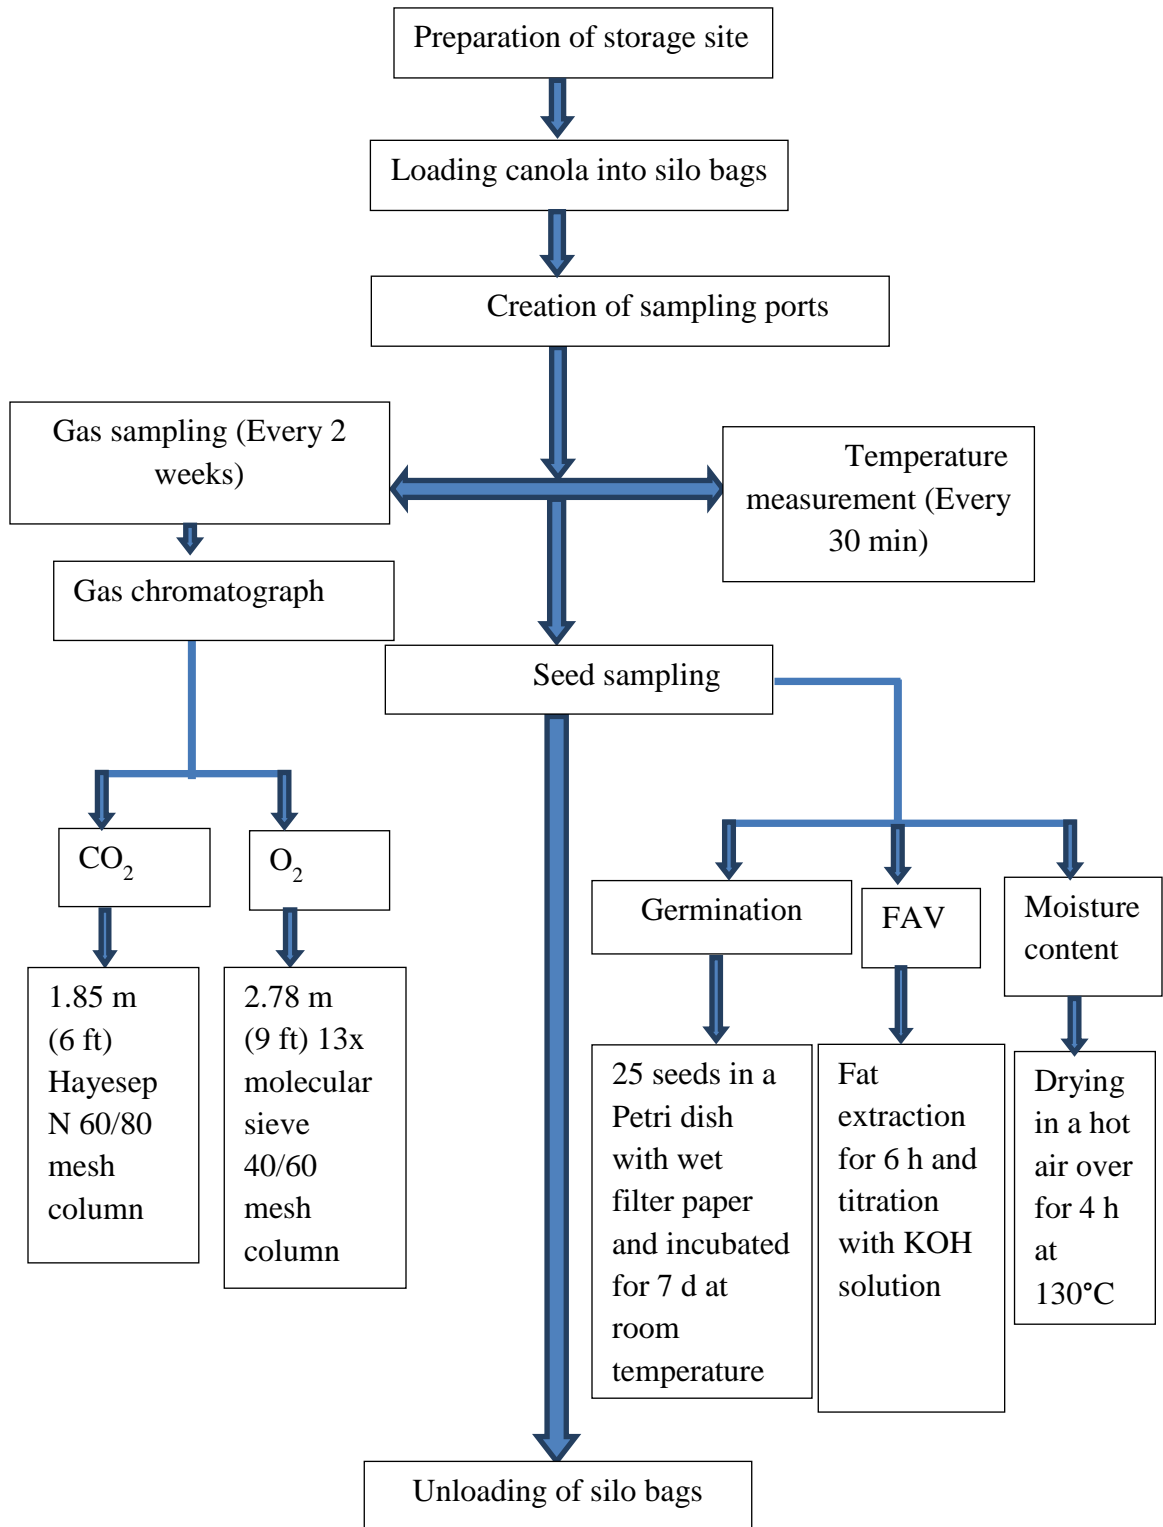 Preparation of storage site
Loading canola into silo bags
Creation of sampling ports
Gas sampling (Every 2
weeks)
Temperature
measurement (Every
30 min)
Gas chromatograph
Seed sampling
CO₂
O₂
Germination
FAV
Moisture
content
1.85 m
(6 ft)
Hayesep
N 60/80
mesh
column
2.78 m
(9 ft) 13x
molecular
sieve
40/60
mesh
column
25 seeds in a
Petri dish
with wet
filter paper
and incubated
for 7 d at
room
temperature
Fat
extraction
for 6 h and
titration
with KOH
solution
Drying
in a hot
air over
for 4 h
at
130°C
Unloading of silo bags